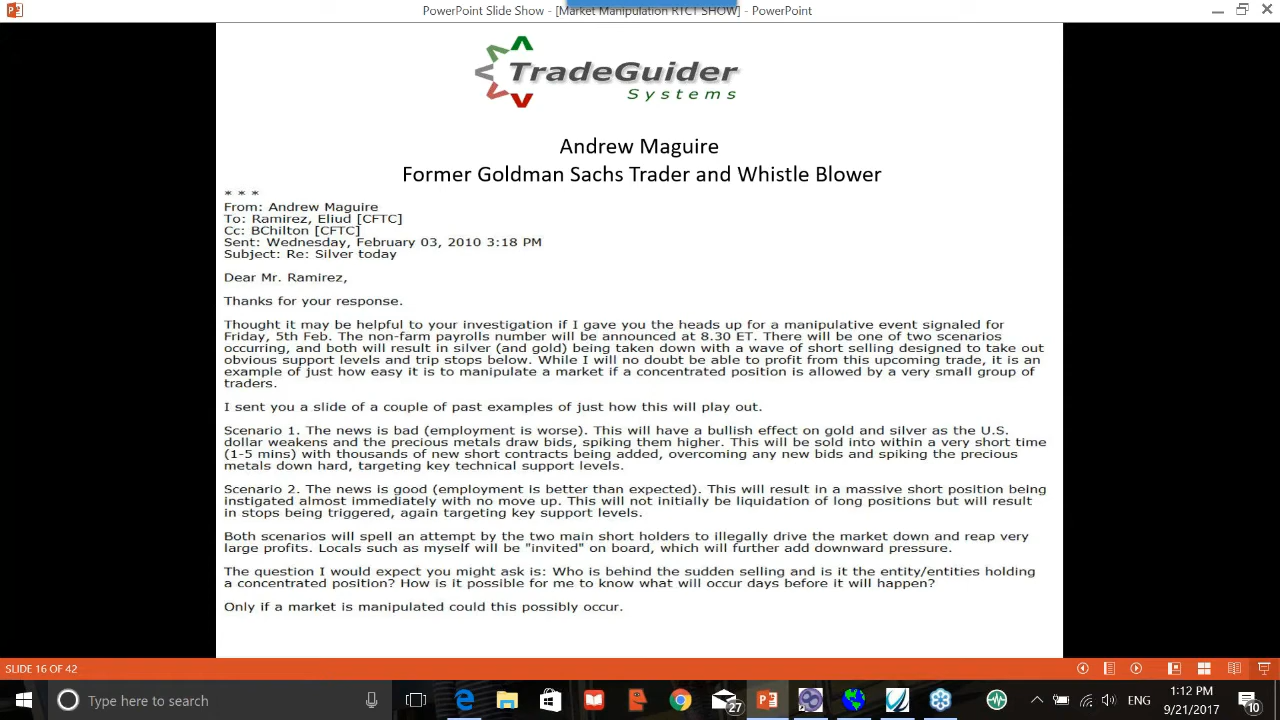 PowerPoint Slide Show - [Market Manipulation RTCT SHOW] - PowerPoint
TradeGuider
Systems
Andrew Maguire
Former Goldman Sachs Trader and Whistle Blower
* * *
From: Andrew Maguire
To: Ramirez, Eliud [CFTC]
Cc: BChilton [CFTC]
Sent: Wednesday, February 03, 2010 3:18 PM
Subject: Re: Silver today
Dear Mr. Ramirez,
Thanks for your response.
Thought it may be helpful to your investigation if I gave you the heads up for a manipulative event signaled for
Friday, 5th Feb. The non-farm payrolls number will be announced at 8.30 ET. There will be one of two scenarios
occurring, and both will result in silver (and gold) being taken down with a wave of short selling designed to take out
obvious support levels and trip stops below. While I will no doubt be able to profit from this upcoming trade, it is an
example of just how easy it is to manipulate a market if a concentrated position is allowed by a very small group of
traders.
I sent you a slide of a couple of past examples of just how this will play out.
Scenario 1. The news is bad (employment is worse). This will have a bullish effect on gold and silver as the U.S.
dollar weakens and the precious metals draw bids, spiking them higher. This will be sold into within a very short time
(1-5 mins) with thousands of new short contracts being added, overcoming any new bids and spiking the precious
metals down hard, targeting key technical support levels.
Scenario 2. The news is good (employment is better than expected). This will result in a massive short position being
instigated almost immediately with no move up. This will not initially be liquidation of long positions but will result
in stops being triggered, again targeting key support levels.
Both scenarios will spell an attempt by the two main short holders to illegally drive the market down and reap very
large profits. Locals such as myself will be "invited" on board, which will further add downward pressure.
The question I would expect you might ask is: Who is behind the sudden selling and is it the entity/entities holding
a concentrated position? How is it possible for me to know what will occur days before it will happen?
Only if a market is manipulated could this possibly occur.
SLIDE 16 OF 42
Type here to search
27
ENG
1:12 PM
9/21/2017
10